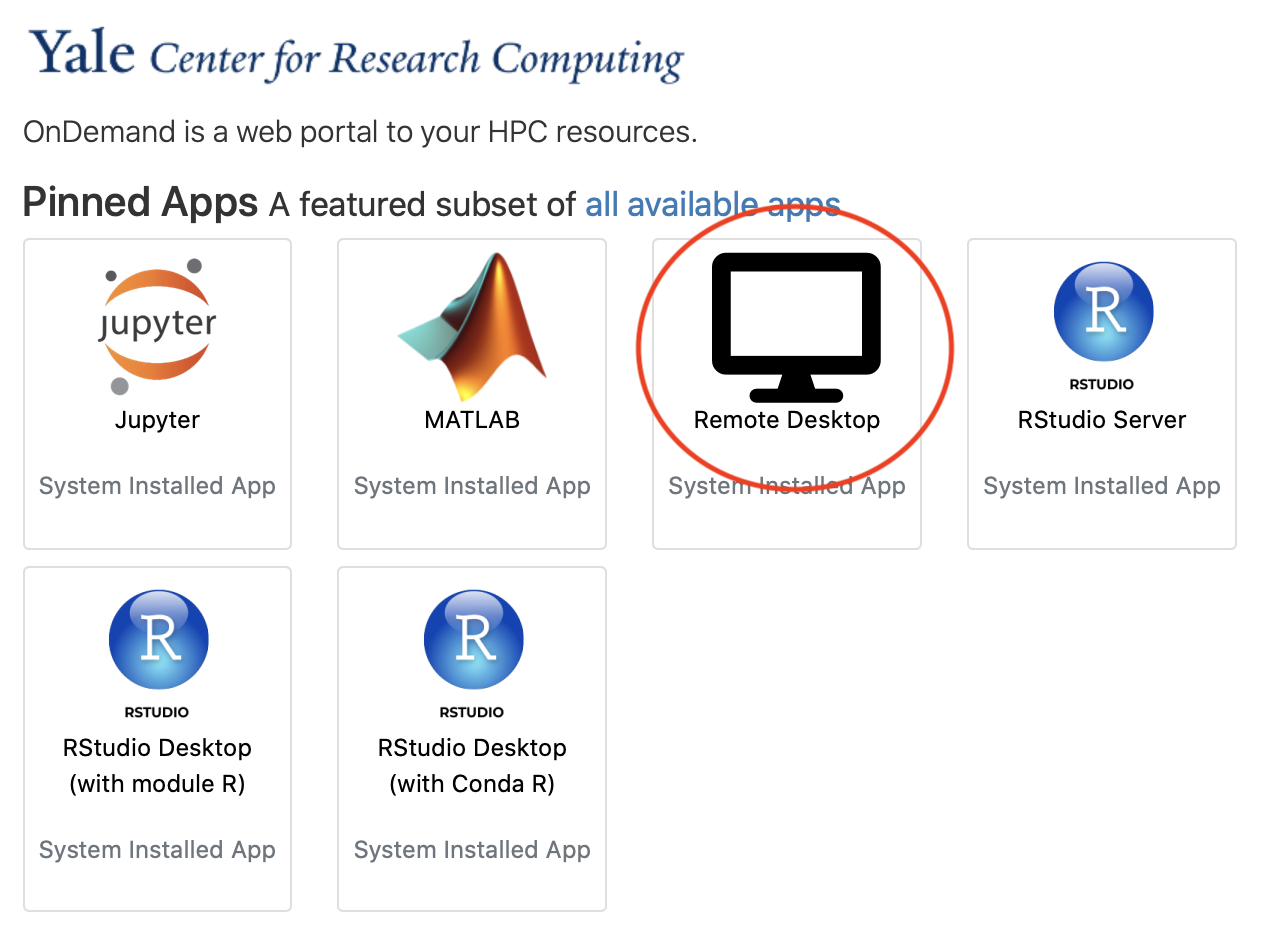 Yale Center for Research Computing
OnDemand is a web portal to your HPC resources.
Pinned Apps A featured subset of all available apps
jupyter
Jupyter
System Installed App
MATLAB
System Installed App
Remote Desktop
System Installed App
R
RSTUDIO
RStudio Server
System Installed App
R
RSTUDIO
RStudio Desktop
(with module R)
System Installed App
R
RSTUDIO
RStudio Desktop
(with Conda R)
System Installed App